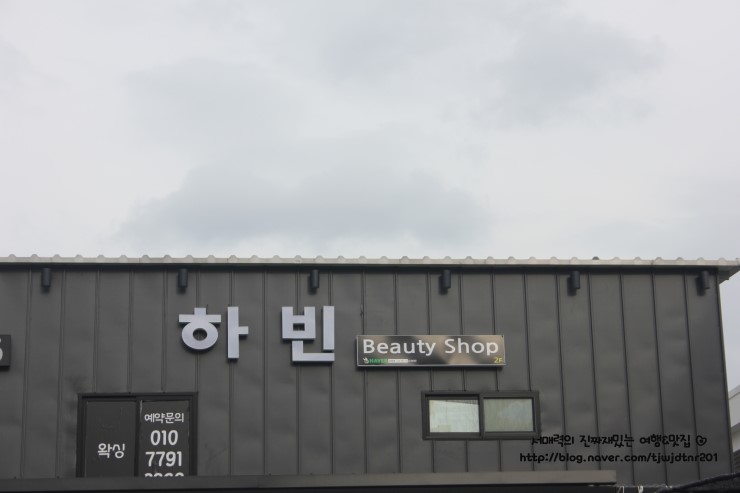 하빈
Beauty Shop
2F
예약문의
010
7791
왁싱
서매력의 진짜재밌는 여행&맛집
http://blog.naver.com/tjwjdtnr201